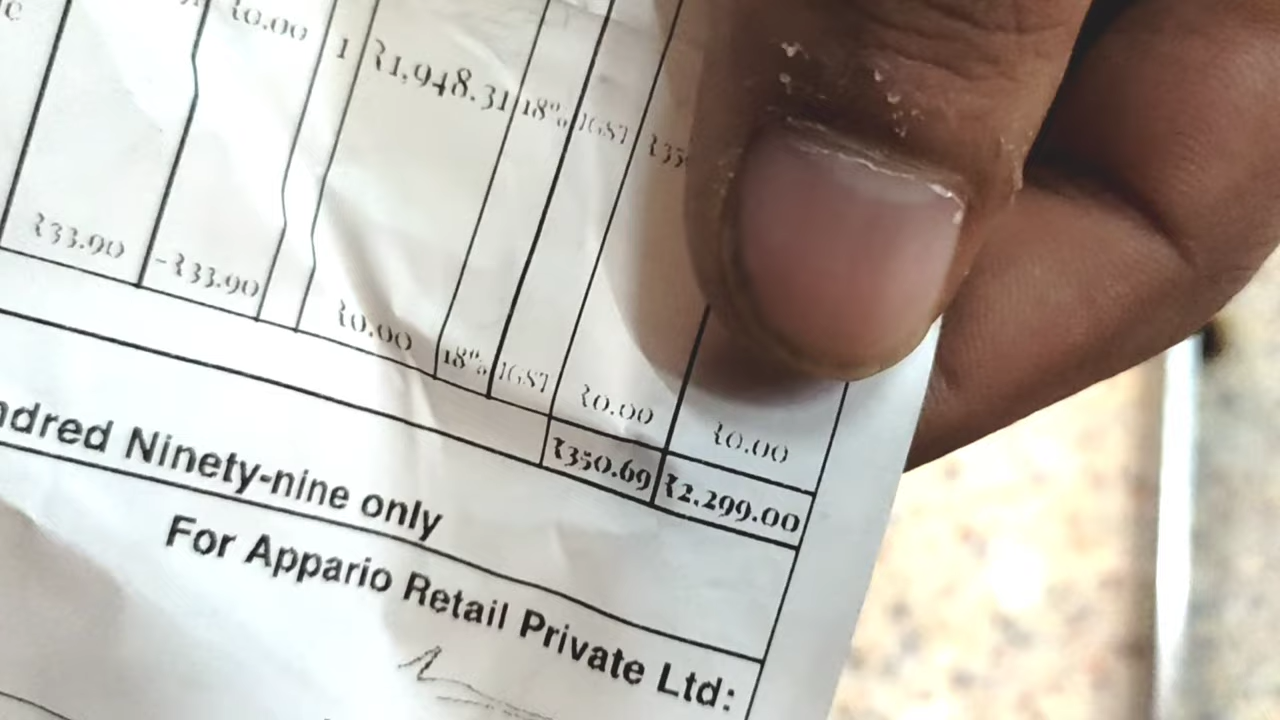 ₹0.00 1 ₹1,948.31 18% IGST ₹35
₹33.90 -₹33.90 ₹0.00 18% IGST ₹0.00 ₹0.00
₹350.69 ₹2,299.00
Ninety-nine only
For Appario Retail Private Ltd: